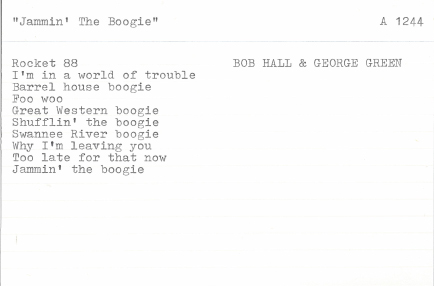 "Jammin' The Boogie" A 1244
Rocket 88 BOB HALL & GEORGE GREEN
I'm in a world of trouble
Barrel house boogie
Foo woo
Great Western boogie
Shufflin' the boogie
Swannee River boogie
Why I'm leaving you
Too late for that now
Jammin' the boogie